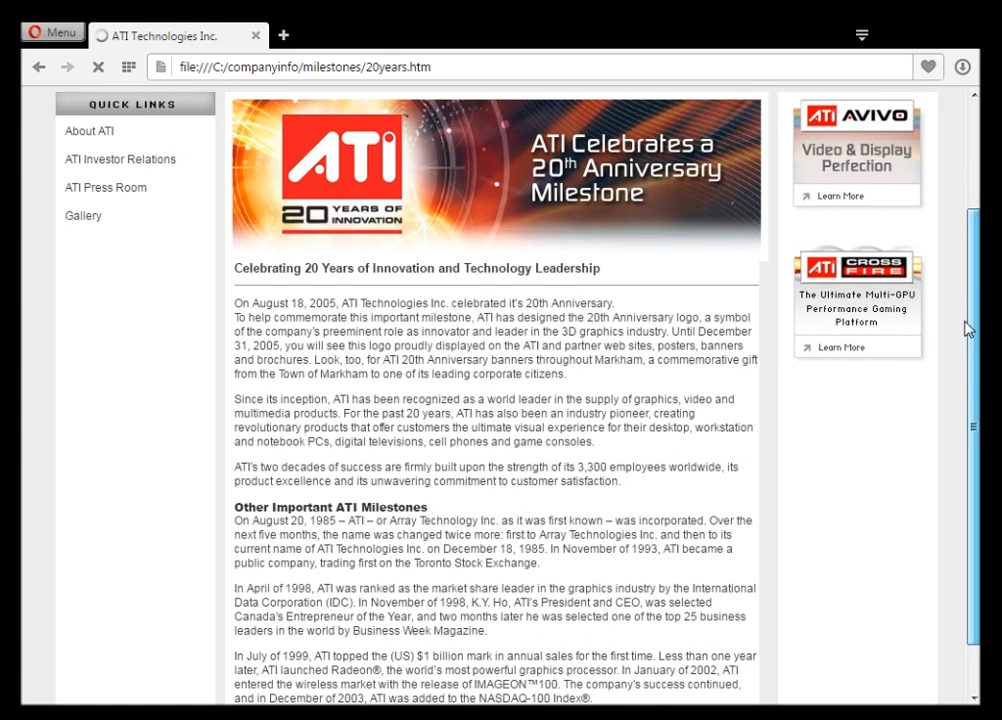 Menu
ATI Technologies Inc.
file:///C:/companyinfo/milestones/20years.htm
QUICK LINKS
About ATI
ATI Investor Relations
ATI Press Room
Gallery
ATI
20 YEARS OF
INNOVATION
ATI Celebrates a
20th Anniversary
Milestone
Celebrating 20 Years of Innovation and Technology Leadership
On August 18, 2005, ATI Technologies Inc. celebrated it's 20th Anniversary.
To help commemorate this important milestone, ATI has designed the 20th Anniversary logo, a symbol
of the company's preeminent role as innovator and leader in the 3D graphics industry. Until December
31, 2005, you will see this logo proudly displayed on the ATI and partner web sites, posters, banners
and brochures. Look, too, for ATI 20th Anniversary banners throughout Markham, a commemorative gift
from the Town of Markham to one of its leading corporate citizens.
Since its inception, ATI has been recognized as a world leader in the supply of graphics, video and
multimedia products. For the past 20 years, ATI has also been an industry pioneer, creating
revolutionary products that offer customers the ultimate visual experience for their desktop, workstation
and notebook PCs, digital televisions, cell phones and game consoles.
ATI's two decades of success are firmly built upon the strength of its 3,300 employees worldwide, its
product excellence and its unwavering commitment to customer satisfaction.
Other Important ATI Milestones
On August 20, 1985 – ATI – or Array Technology Inc. as it was first known – was incorporated. Over the
next five months, the name was changed twice more: first to Array Technologies Inc. and then to its
current name of ATI Technologies Inc. on December 18, 1985. In November of 1993, ATI became a
public company, trading first on the Toronto Stock Exchange.
In April of 1998, ATI was ranked as the market share leader in the graphics industry by the International
Data Corporation (IDC). In November of 1998, K.Y. Ho, ATI's President and CEO, was selected
Canada's Entrepreneur of the Year, and two months later he was selected one of the top 25 business
leaders in the world by Business Week Magazine.
In July of 1999, ATI topped the (US) $1 billion mark in annual sales for the first time. Less than one year
later, ATI launched Radeon®, the world's most powerful graphics processor. In January of 2002, ATI
entered the wireless market with the release of IMAGEON™100. The company's success continued,
and in December of 2003, ATI was added to the NASDAQ-100 Index®.
ATI AVIVO
Video & Display
Perfection
Learn More
ATI CROSS
FIRE
The Ultimate Multi-GPU
Performance Gaming
Platform
Learn More